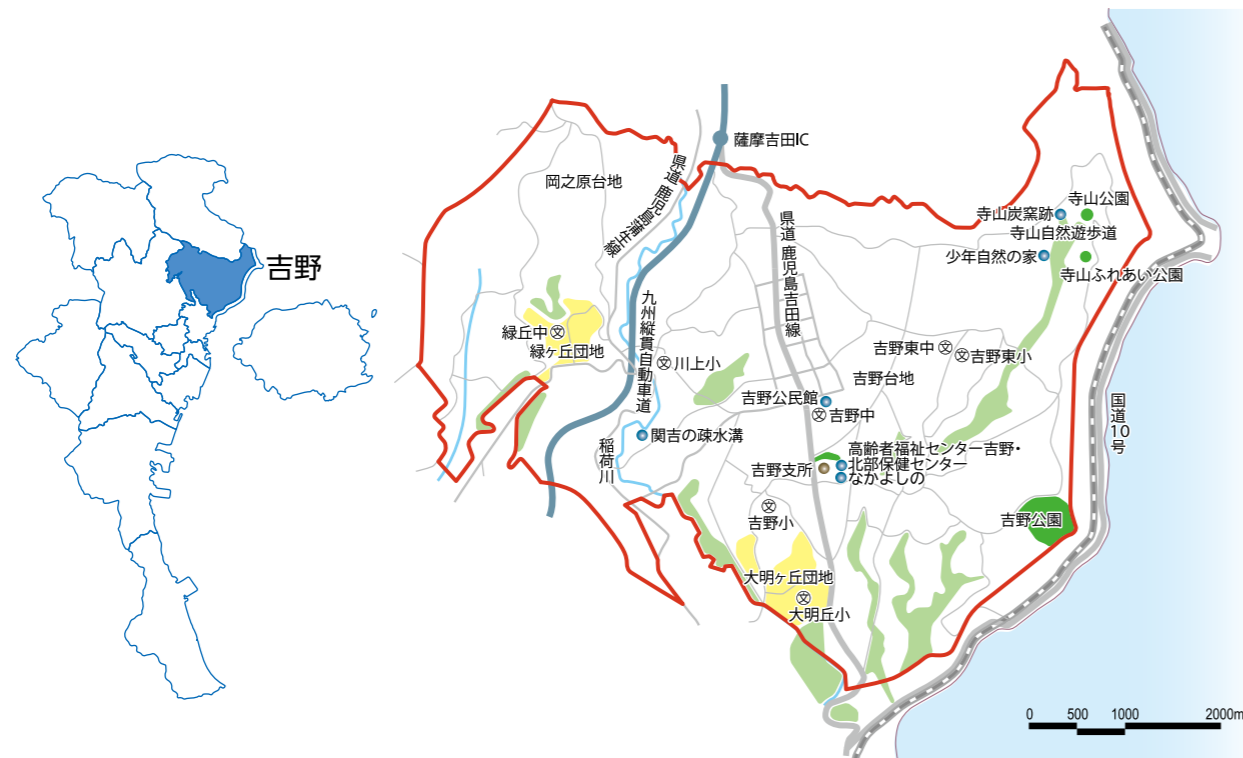 吉野
薩摩吉田IC
県道 鹿児島蒲生線
岡之原台地
県道 鹿児島吉田線
寺山公園
寺山炭窯跡
寺山自然遊歩道
少年自然の家
寺山ふれあい公園
九州縦貫自動車道
緑丘中
緑ヶ丘団地
川上小
吉野東中
吉野東小
吉野台地
吉野公民館
吉野中
国道10号
関吉の疎水溝
稲荷川
高齢者福祉センター吉野・
北部保健センター
なかよしの
吉野支所
吉野小
吉野公園
大明ヶ丘団地
大明丘小
0 500 1000 2000m